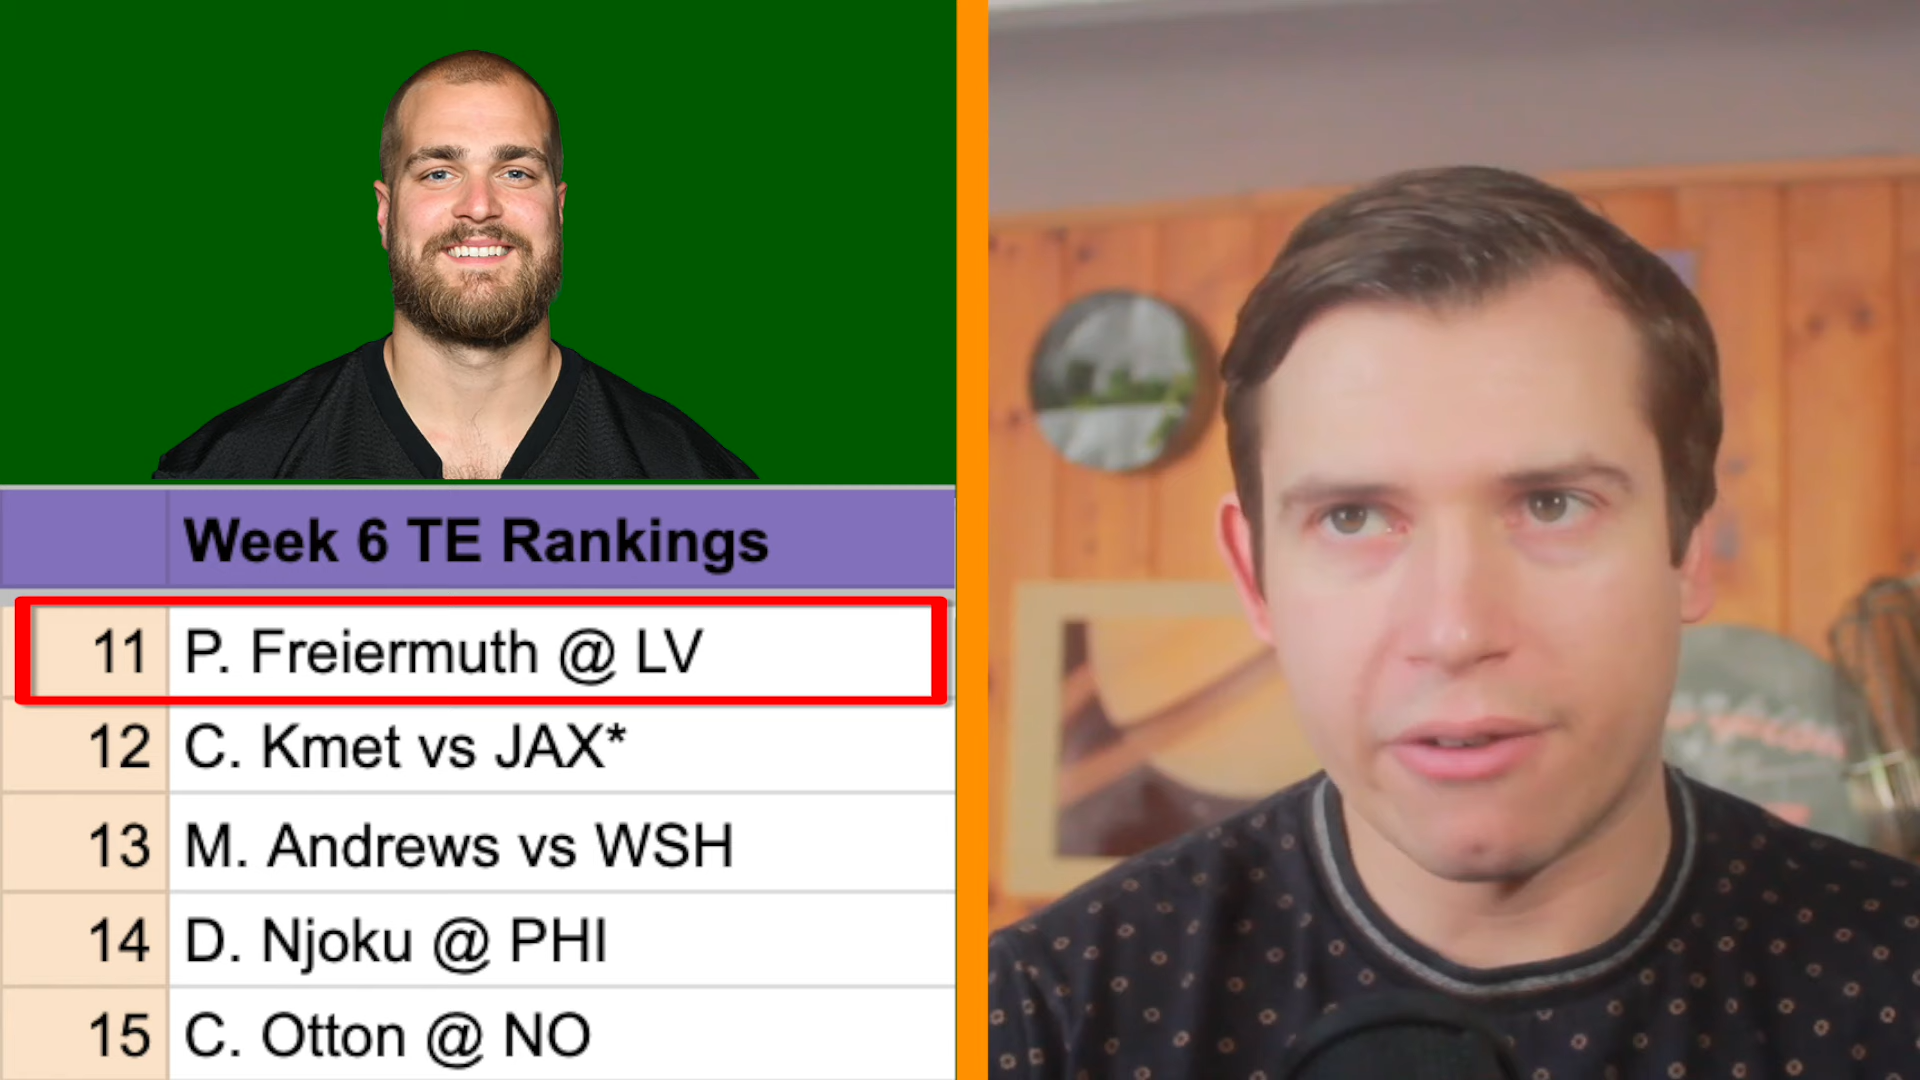 Week 6 TE Rankings
11 P. Freiermuth @ LV
12 C. Kmet vs JAX*
13 M. Andrews vs WSH
14 D. Njoku @ PHI
15 C. Otton @ NO